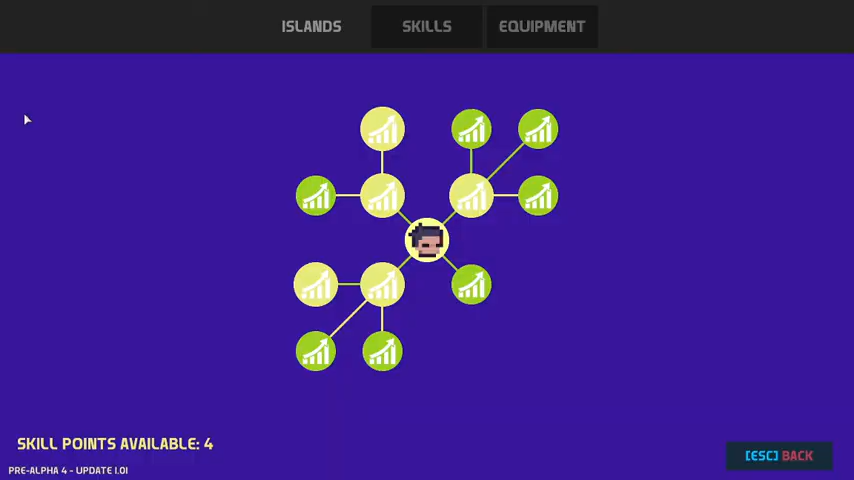 ISLANDS
SKILLS
EQUIPMENT
SKILL POINTS AVAILABLE: 4
[ESC] BACK
PRE-ALPHA 4 - UPDATE 1.01